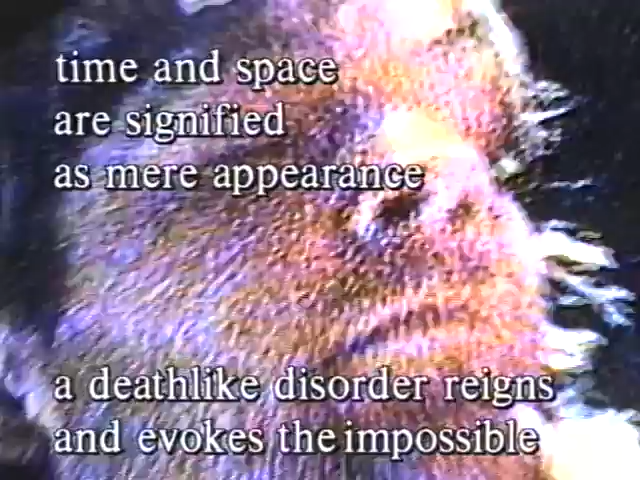 time and space
are signified
as mere appearance
a deathlike disorder reigns
and evokes the impossible